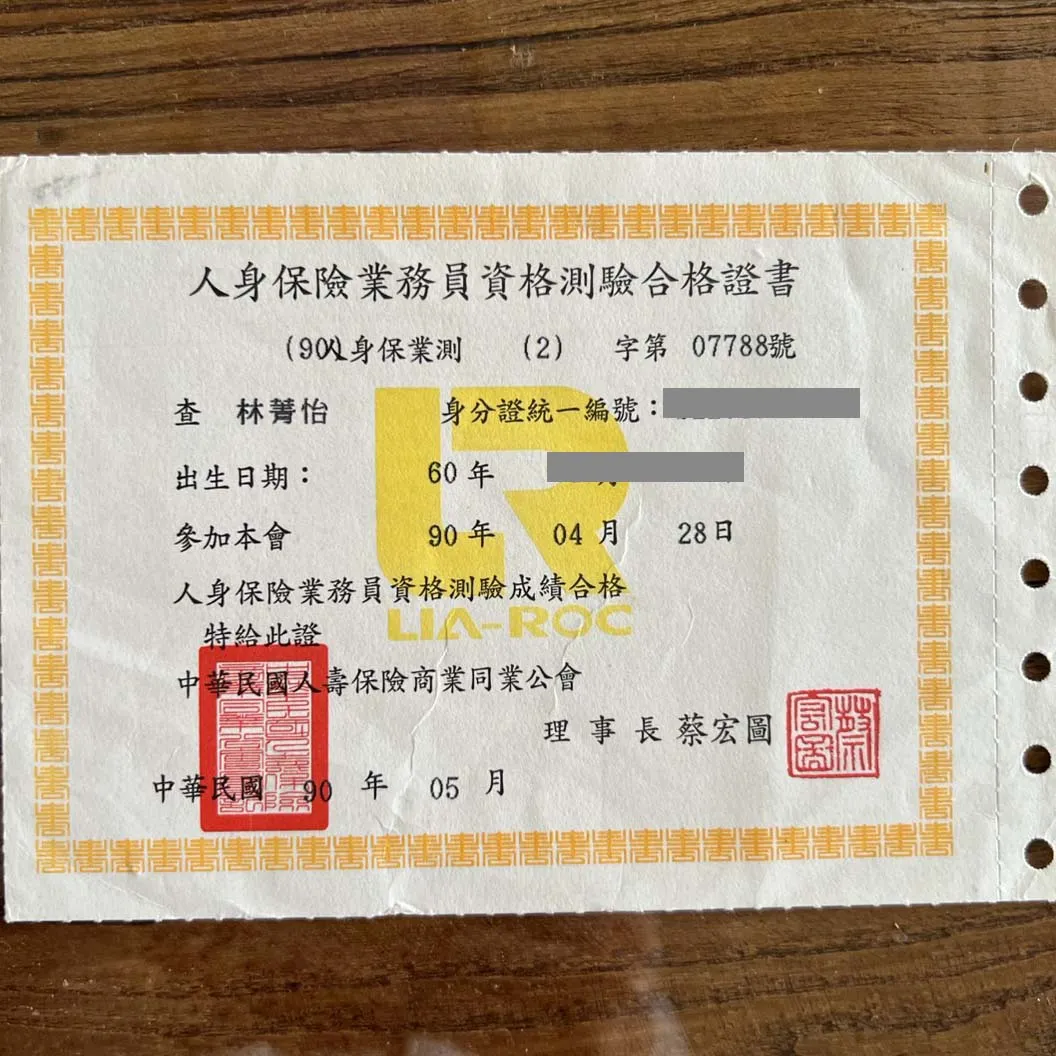 人身保險業務員資格測驗合格證書
(90)人身保業測 (2) 字第 07788號
查 林菁怡 身分證統一編號：
出生日期： 60年
參加本會 90年 04月 28日
人身保險業務員資格測驗成績合格
特給此證
LIA-ROC
中華民國人壽保險商業同業公會
理事長 蔡宏圖
蔡宏圖
中華民國 90 年 05 月